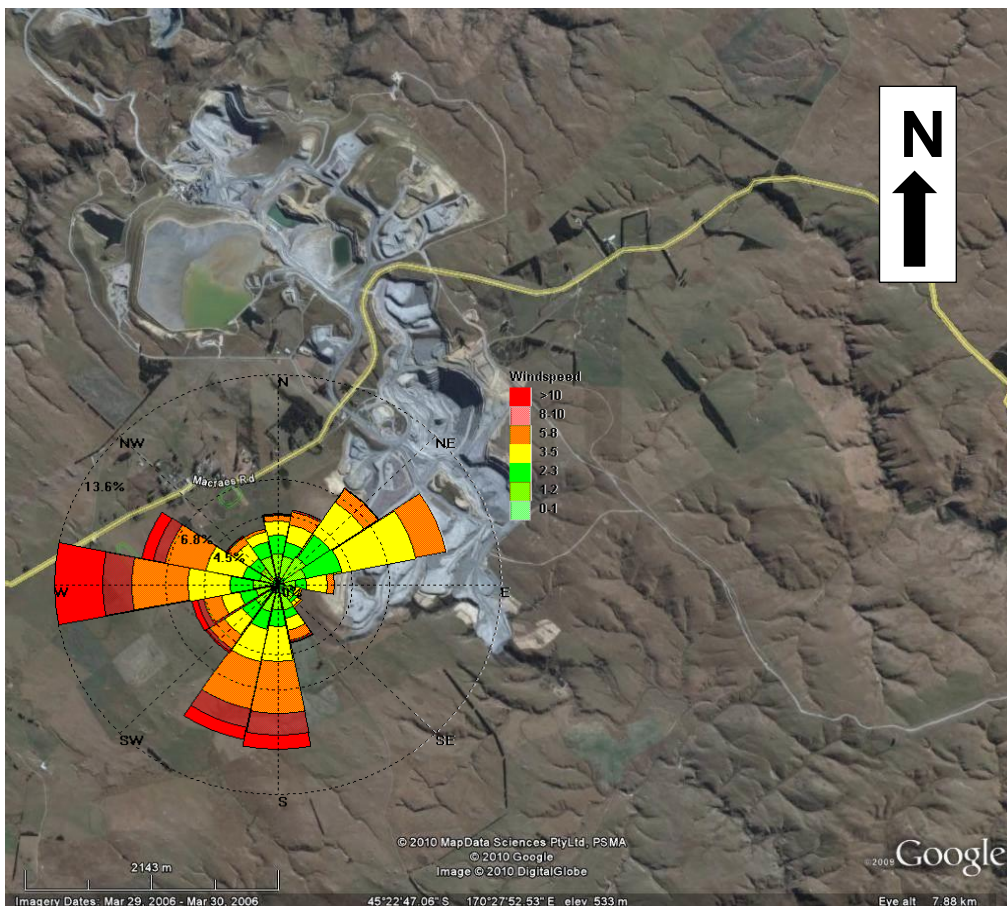 N
Windspeed
>10
8-10
5-8
3-5
2-3
1-2
0-1
N
NW
NE
13.6%
Macraes Rd
6.8%
4.5%
W
E
SW
SE
S
© 2010 MapData Sciences PtyLtd, PSMA
© 2010 Google
Image © 2010 DigitalGlobe
©2009 Google
2143 m
Imagery Dates: Mar 29, 2006 - Mar 30, 2006 45°22'47.06" S 170°27'52.53" E elev 533 m Eye alt 7.88 km